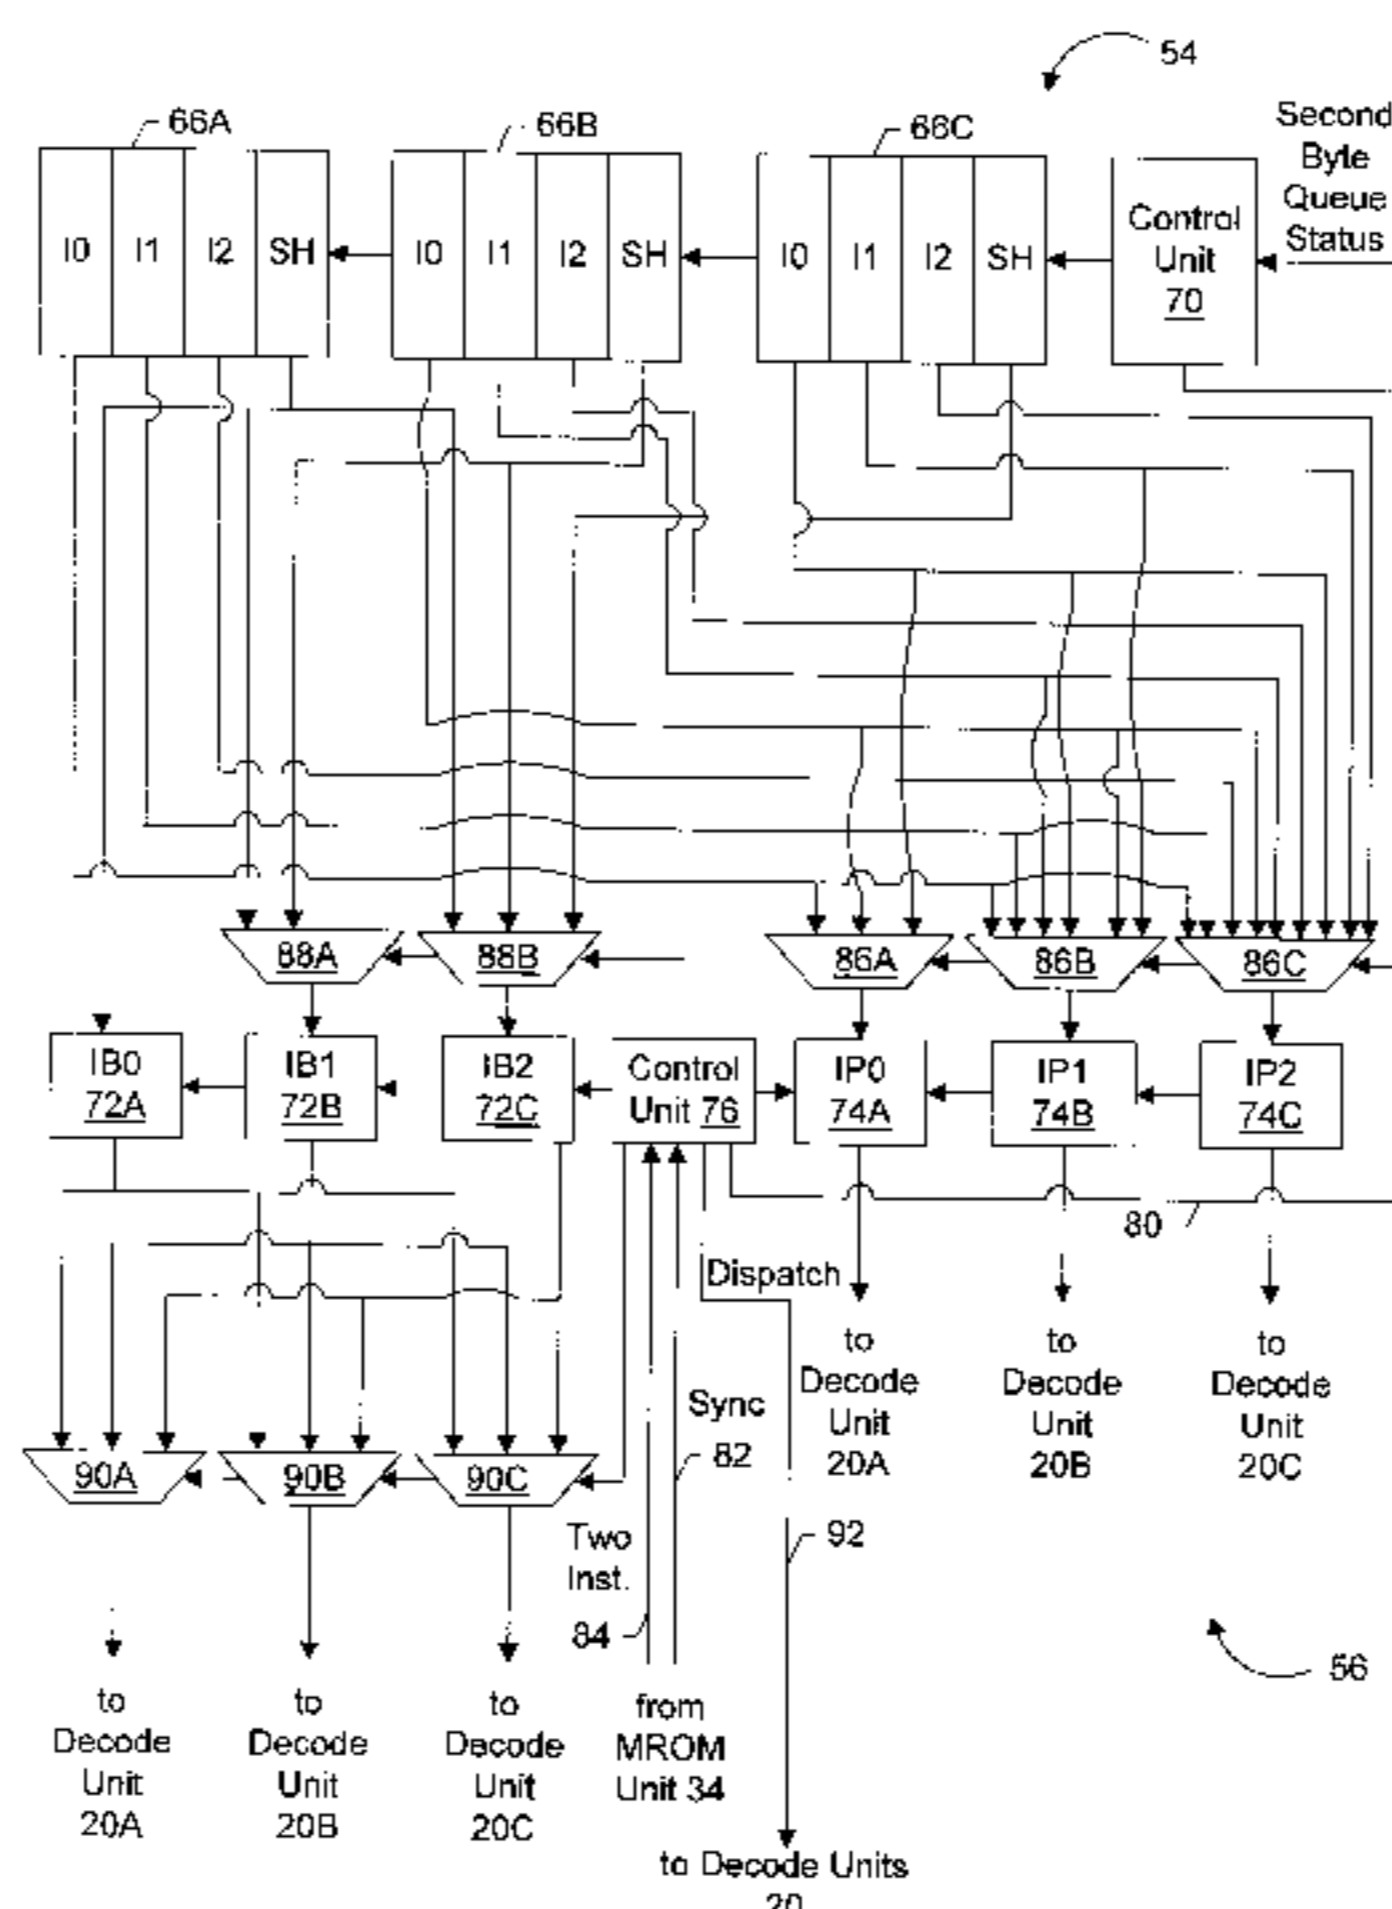 54
66A
66B
66C
Second
Byte
Queue
Status
I0 I1 I2 SH
I0 I1 I2 SH
I0 I1 I2 SH
Control
Unit
70
88A
88B
86A
86B
86C
IB0
72A
IB1
72B
IB2
72C
Control
Unit 76
IP0
74A
IP1
74B
IP2
74C
80
Dispatch
to
Decode
Unit
20A
to
Decode
Unit
20B
to
Decode
Unit
20C
Sync
82
90A
90B
90C
Two
Inst.
84
92
56
to
Decode
Unit
20A
to
Decode
Unit
20B
to
Decode
Unit
20C
from
MROM
Unit 34
to Decode Units
20